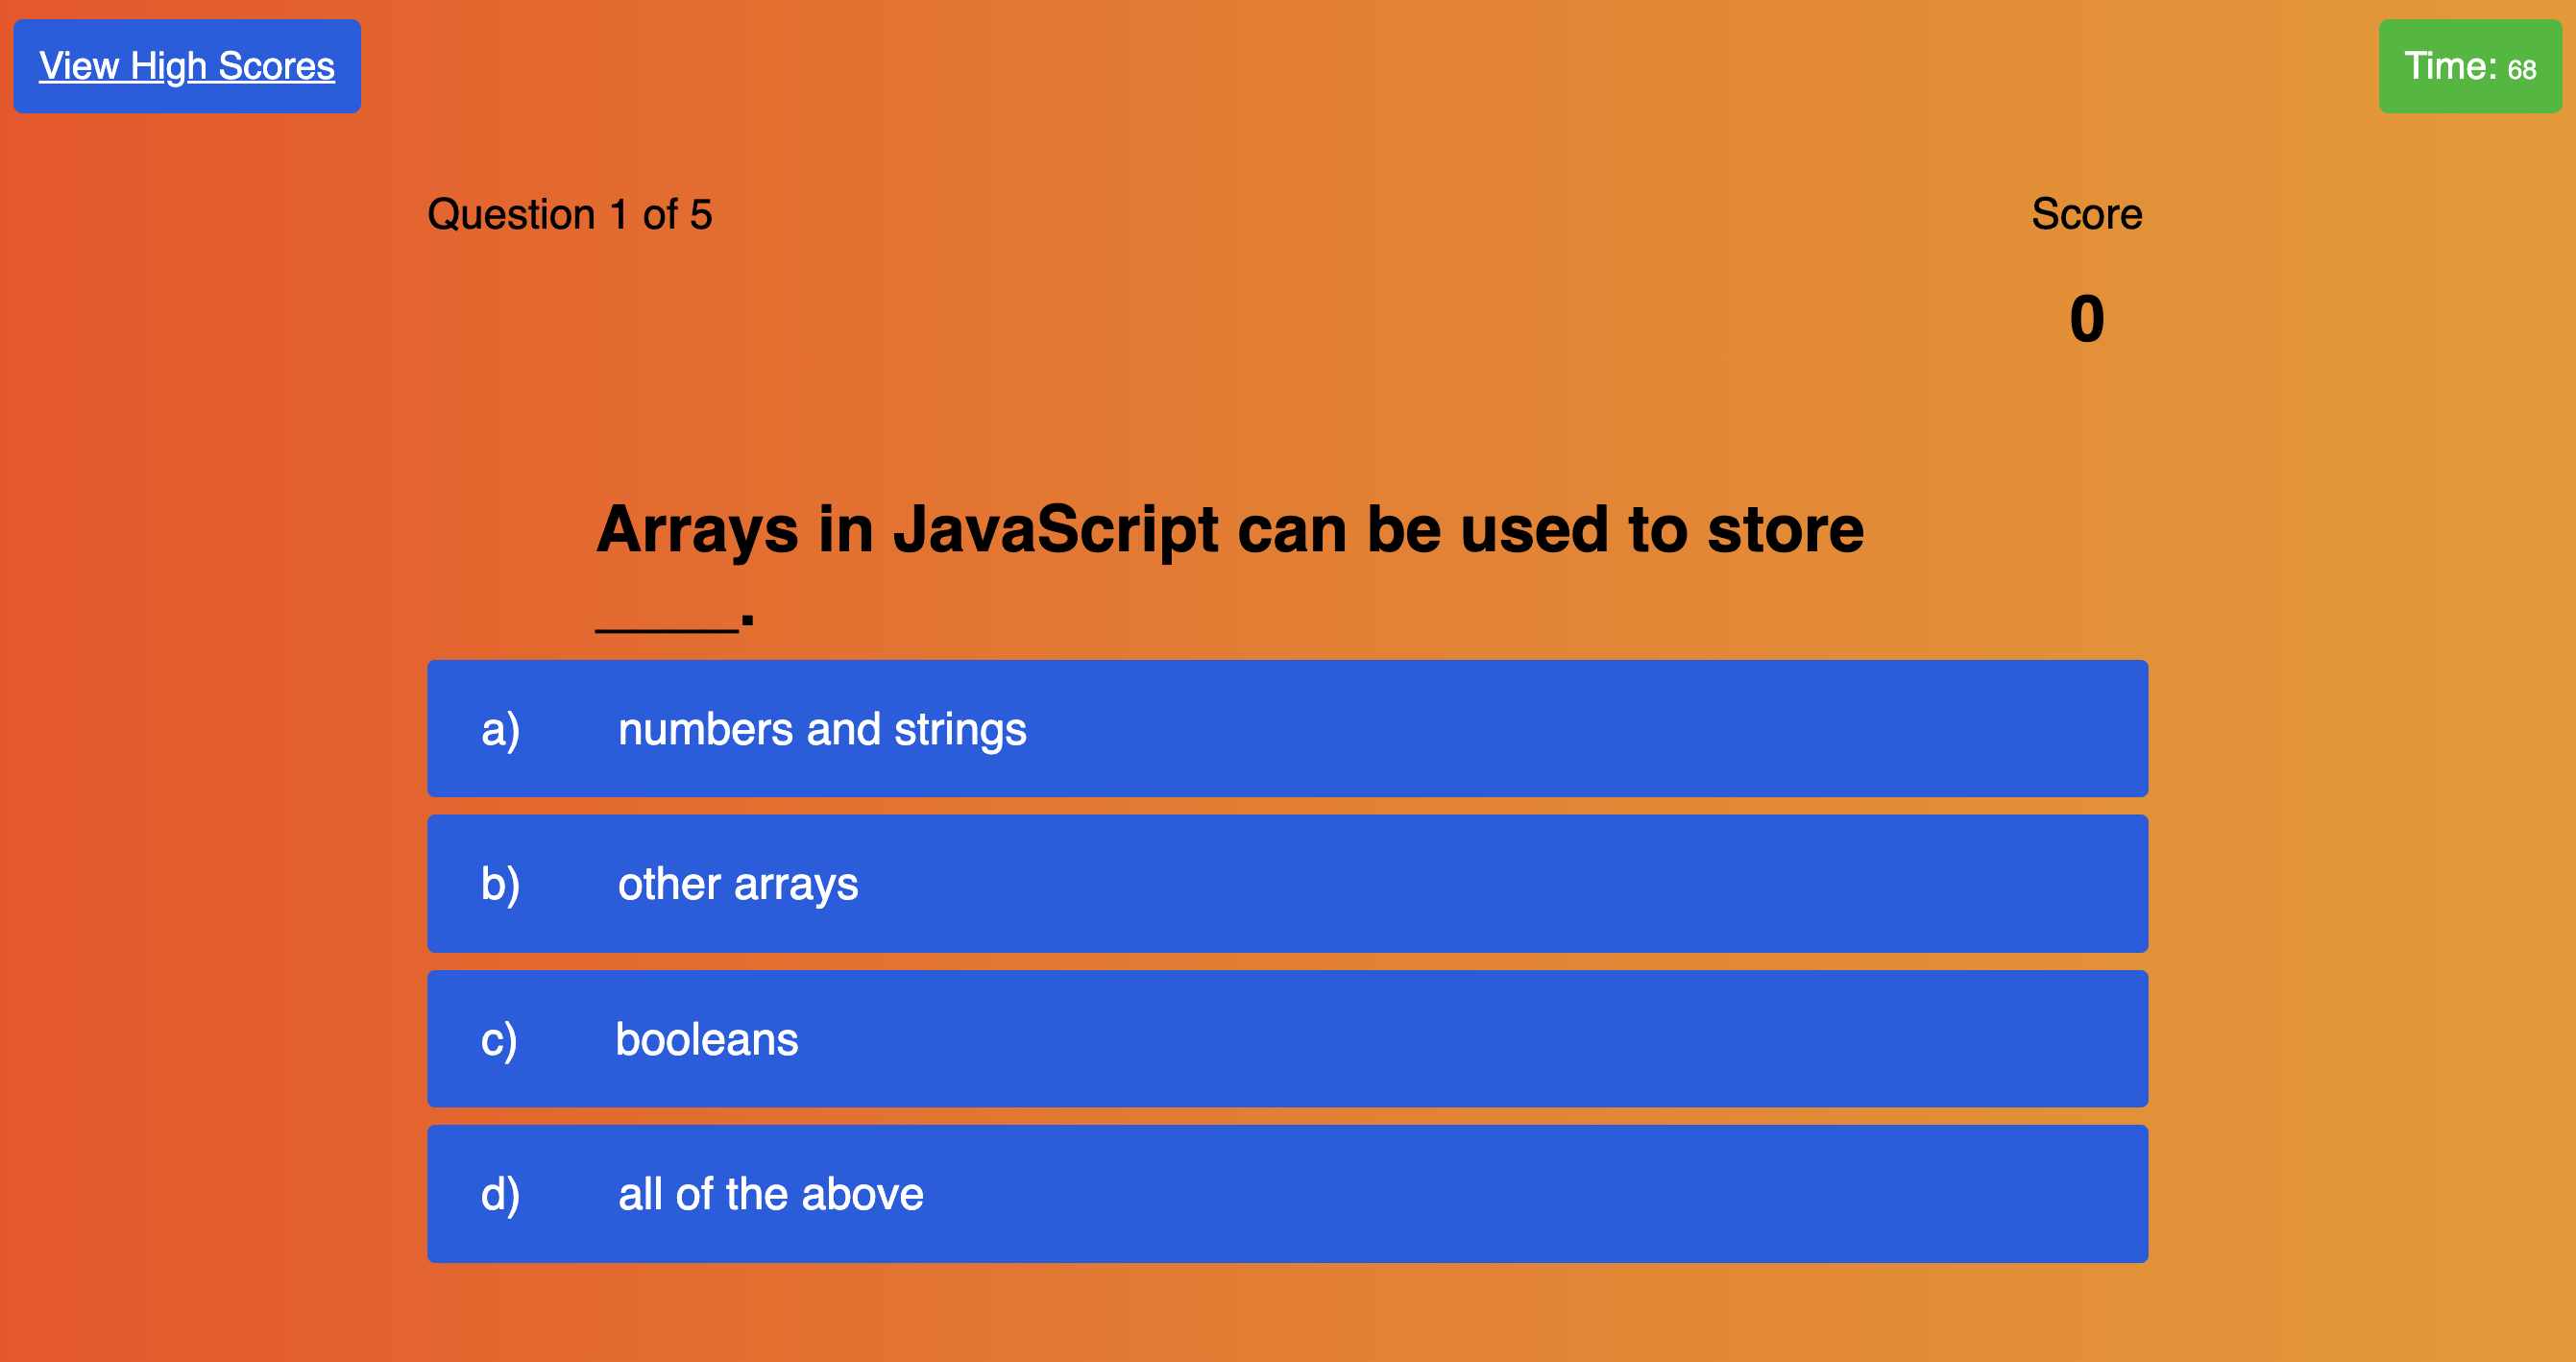 View High Scores
Time: 68
Question 1 of 5
Score
0
Arrays in JavaScript can be used to store
____.
a) numbers and strings
b) other arrays
c) booleans
d) all of the above